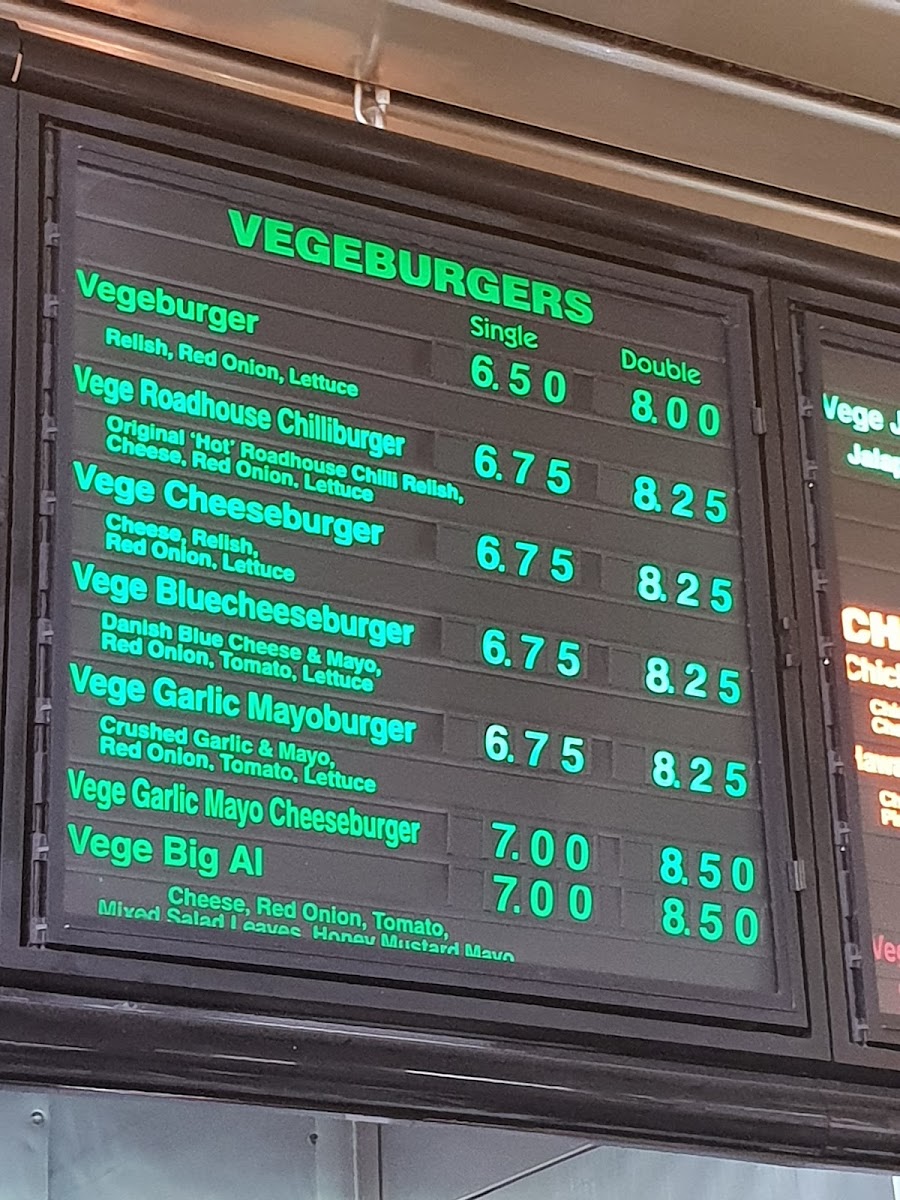 VEGEBURGERS
Single Double
Vegeburger 6.50 8.00
Relish, Red Onion, Lettuce
Vege Roadhouse Chilliburger 6.75 8.25
Original 'Hot' Roadhouse Chilli Relish,
Cheese, Red Onion, Lettuce
Vege Cheeseburger 6.75 8.25
Cheese, Relish,
Red Onion, Lettuce
Vege Bluecheeseburger 6.75 8.25
Danish Blue Cheese & Mayo,
Red Onion, Tomato, Lettuce
Vege Garlic Mayoburger 6.75 8.25
Crushed Garlic & Mayo,
Red Onion, Tomato, Lettuce
Vege Garlic Mayo Cheeseburger 7.00 8.50
Vege Big Al 7.00 8.50
Cheese, Red Onion, Tomato,
Mixed Salad Leaves, Honey Mustard Mayo
Vege